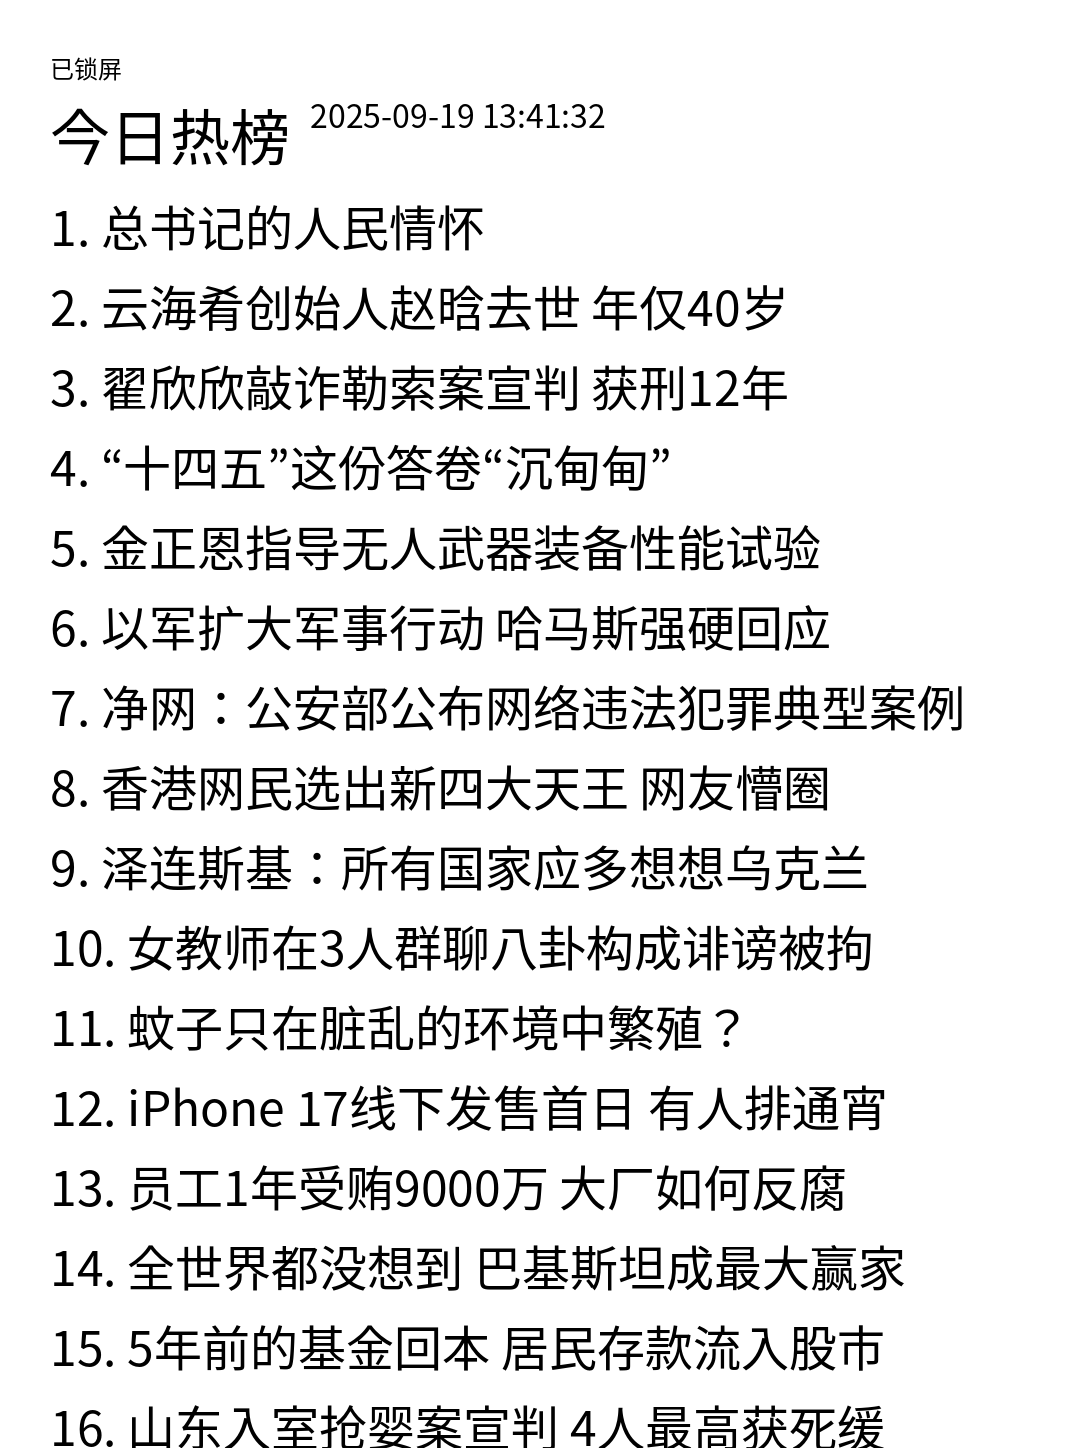 已锁屏
今日热榜 2025-09-19 13:41:32
1. 总书记的人民情怀
2. 云海肴创始人赵晗去世 年仅40岁
3. 翟欣欣敲诈勒索案宣判 获刑12年
4. “十四五”这份答卷“沉甸甸”
5. 金正恩指导无人武器装备性能试验
6. 以军扩大军事行动 哈马斯强硬回应
7. 净网：公安部公布网络违法犯罪典型案例
8. 香港网民选出新四大天王 网友懵圈
9. 泽连斯基：所有国家应多想想乌克兰
10. 女教师在3人群聊八卦构成诽谤被拘
11. 蚊子只在脏乱的环境中繁殖？
12. iPhone 17线下发售首日 有人排通宵
13. 员工1年受贿9000万 大厂如何反腐
14. 全世界都没想到 巴基斯坦成最大赢家
15. 5年前的基金回本 居民存款流入股市
16. 山东入室抢婴案宣判 4人最高获死缓